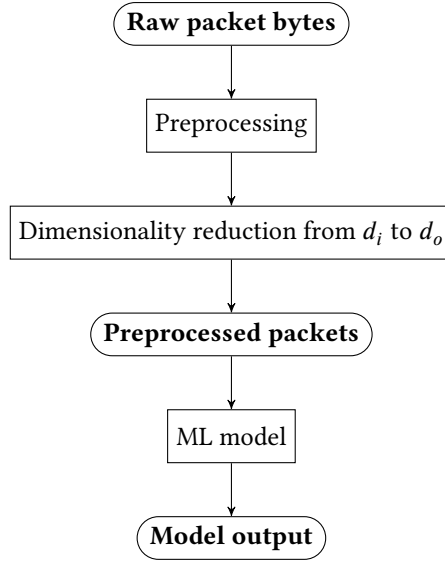 Raw packet bytes
Preprocessing
Dimensionality reduction from d_i to d_o
Preprocessed packets
ML model
Model output